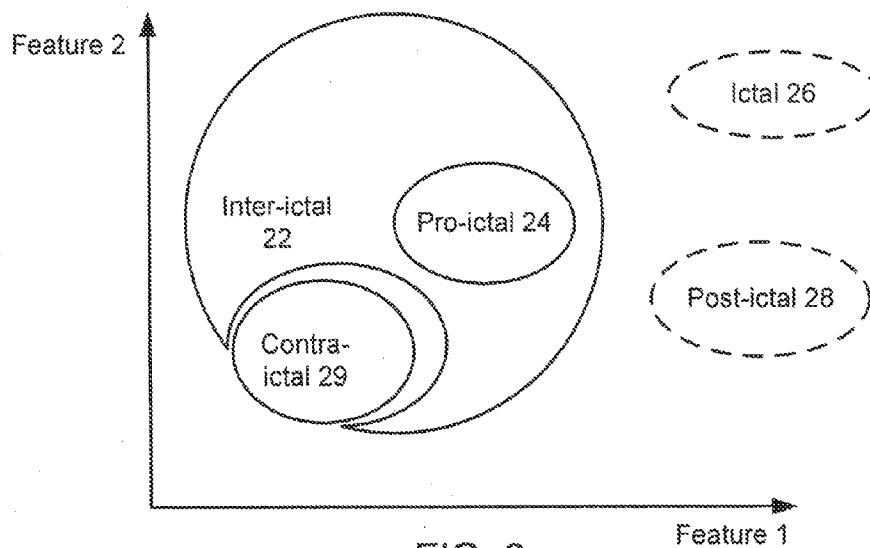 Feature 2
Ictal 26
Inter-ictal
22
Pro-ictal 24
Post-ictal 28
Contra-
ictal 29
Feature 1